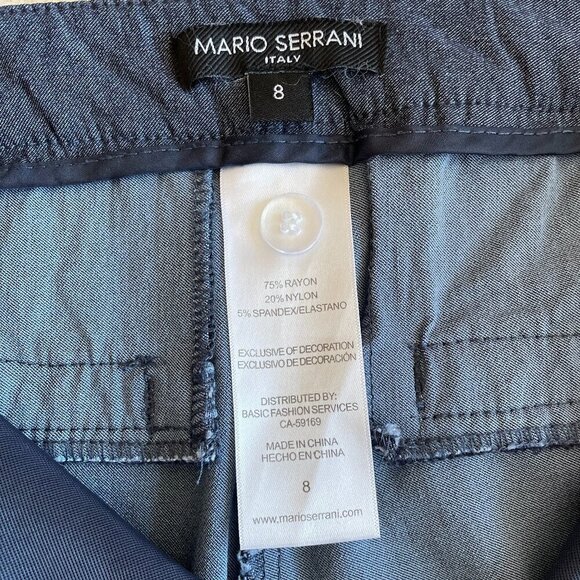 MARIO SERRANI
ITALY
8
75% RAYON
20% NYLON
5% SPANDEX/ELASTANO
EXCLUSIVE OF DECORATION
EXCLUSIVO DE DECORACIÓN
DISTRIBUTED BY:
BASIC FASHION SERVICES
CA-59169
MADE IN CHINA
HECHO EN CHINA
8
www.marioserrani.com